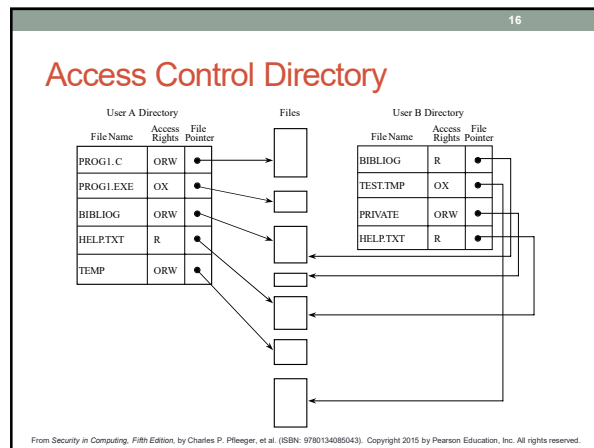 16
Access Control Directory
User A Directory
Files
User B Directory
File Name Access Rights File Pointer
PROG1.C ORW
PROG1.EXE OX
BIBLIOG ORW
HELP.TXT R
TEMP ORW
File Name Access Rights File Pointer
BIBLIOG R
TEST.TMP OX
PRIVATE ORW
HELP.TXT R
From Security in Computing, Fifth Edition, by Charles P. Pfleeger, et al. (ISBN: 9780134085043). Copyright 2015 by Pearson Education, Inc. All rights reserved.